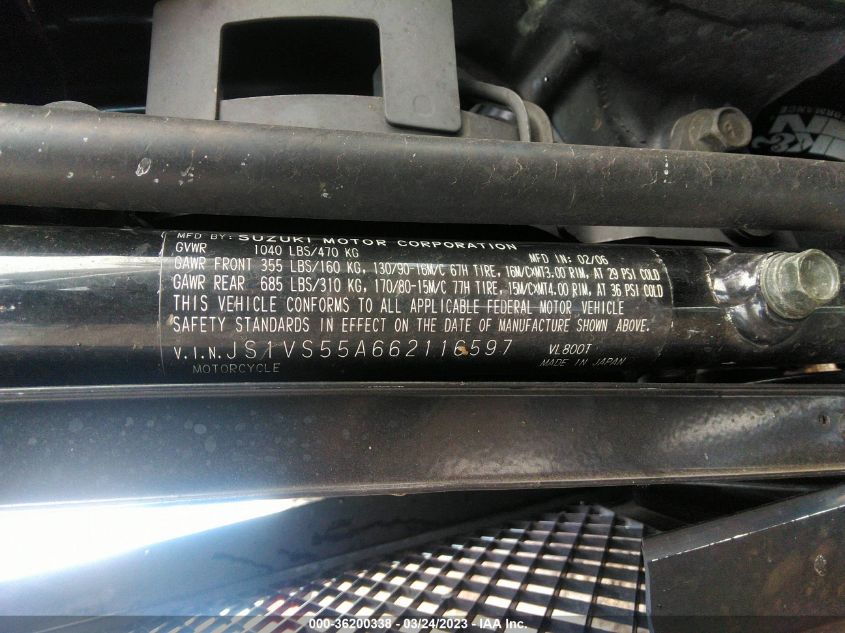 K&N
PERFORMANCE
MFD BY: SUZUKI MOTOR CORPORATION
GVWR 1040 LBS/470 KG MFD IN: 02/06
GAWR FRONT 355 LBS/160 KG, 130/90-16M/C 67H TIRE, 16M/CXMT3.00 RIM, AT 29 PSI COLD
GAWR REAR 685 LBS/310 KG, 170/80-15M/C 77H TIRE, 15M/CXMT4.00 RIM, AT 36 PSI COLD
THIS VEHICLE CONFORMS TO ALL APPLICABLE FEDERAL MOTOR VEHICLE
SAFETY STANDARDS IN EFFECT ON THE DATE OF MANUFACTURE SHOWN ABOVE.
V.I.N. JS1VS55A662116597 VL800T
MOTORCYCLE MADE IN JAPAN
000-36200338 - 03/24/2023 - IAA Inc.